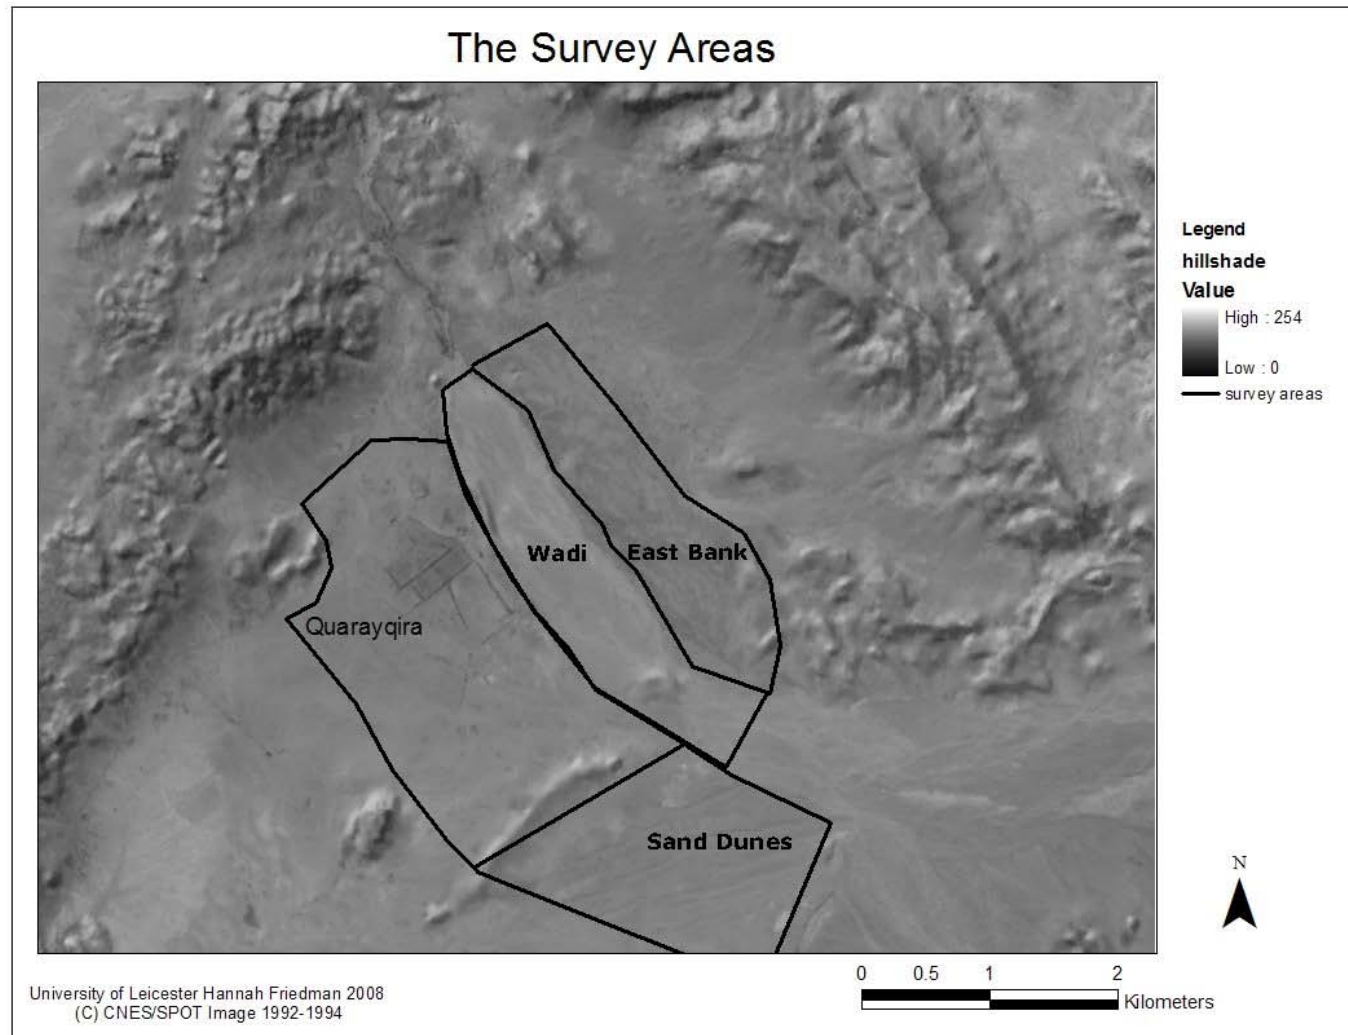 The Survey Areas
Legend
hillshade
Value
High : 254
Low : 0
survey areas
Wadi
East Bank
Quarayqira
Sand Dunes
N
0 0.5 1 2
Kilometers
University of Leicester Hannah Friedman 2008
(C) CNES/SPOT Image 1992-1994